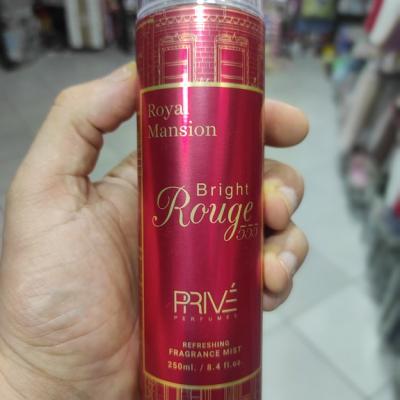 Royal
Mansion
Bright
Rouge
555
PRIVÉ
PERFUMES
REFRESHING
FRAGRANCE MIST
250ml. / 8.4 fl.oz